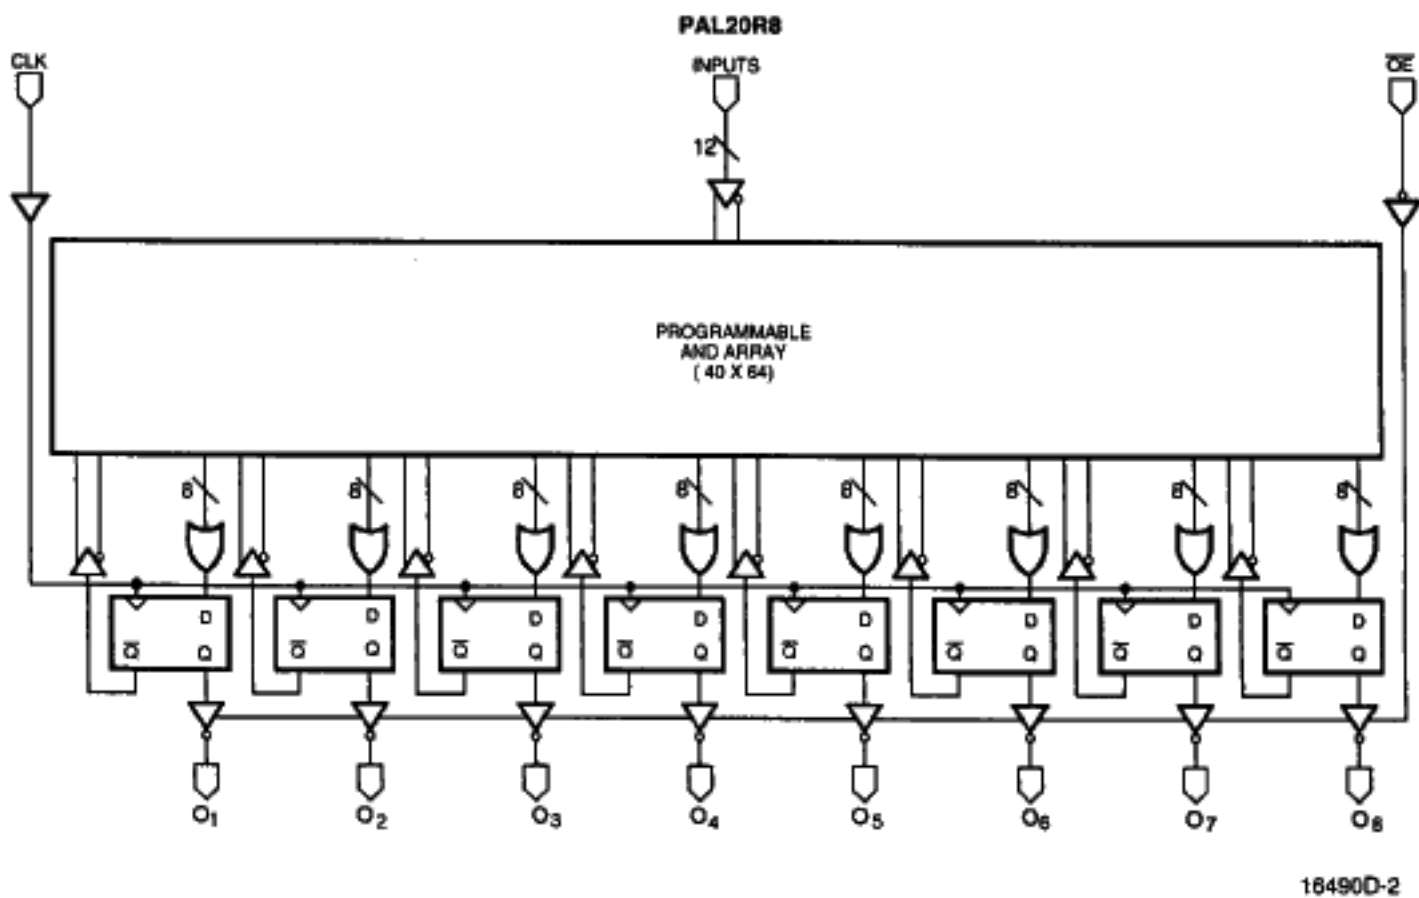 PAL20R8
CLK
INPUTS
O̅E̅
12
PROGRAMMABLE
AND ARRAY
( 40 X 64)
8 8 8 8 8 8 8 8
D D D D D D D D
Q̅ Q Q̅ Q Q̅ Q Q̅ Q Q̅ Q Q̅ Q Q̅ Q Q̅ Q
O1 O2 O3 O4 O5 O6 O7 O8
16490D-2